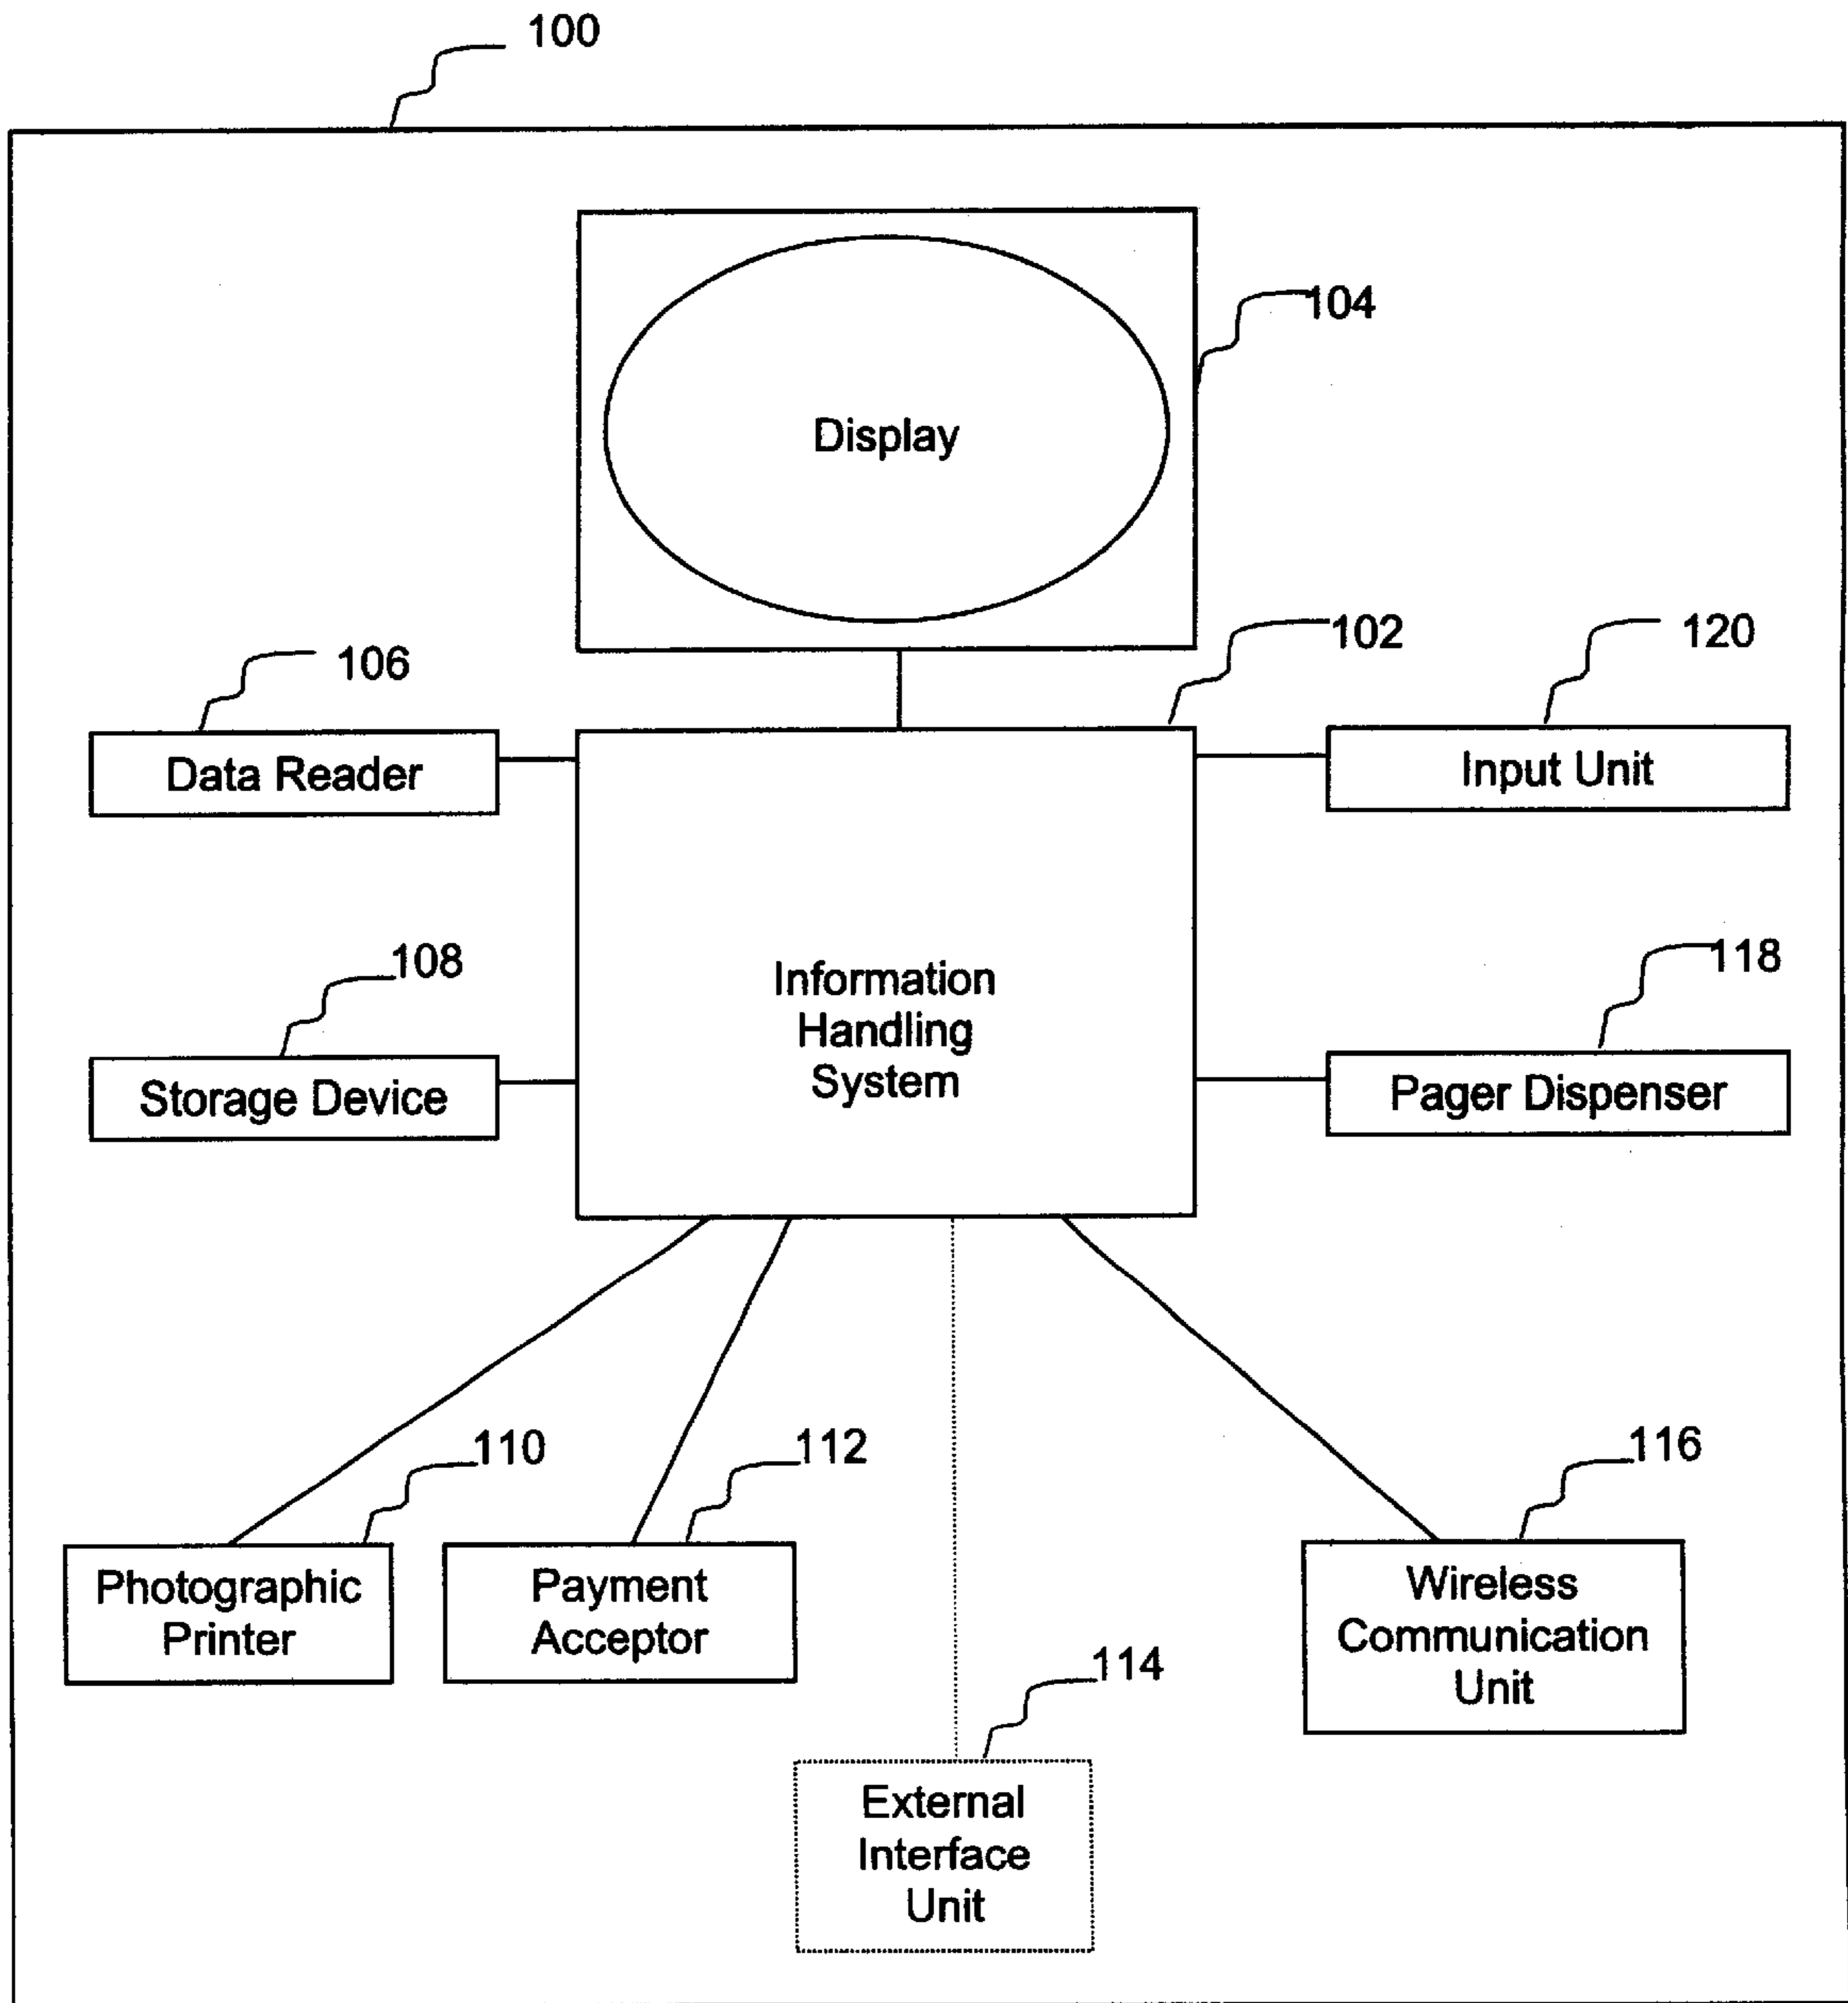 100
104
Display
102
120
106
Data Reader
Input Unit
108
118
Information
Handling
System
Storage Device
Pager Dispenser
110
112
116
Photographic
Printer
Payment
Acceptor
Wireless
Communication
Unit
114
External
Interface
Unit